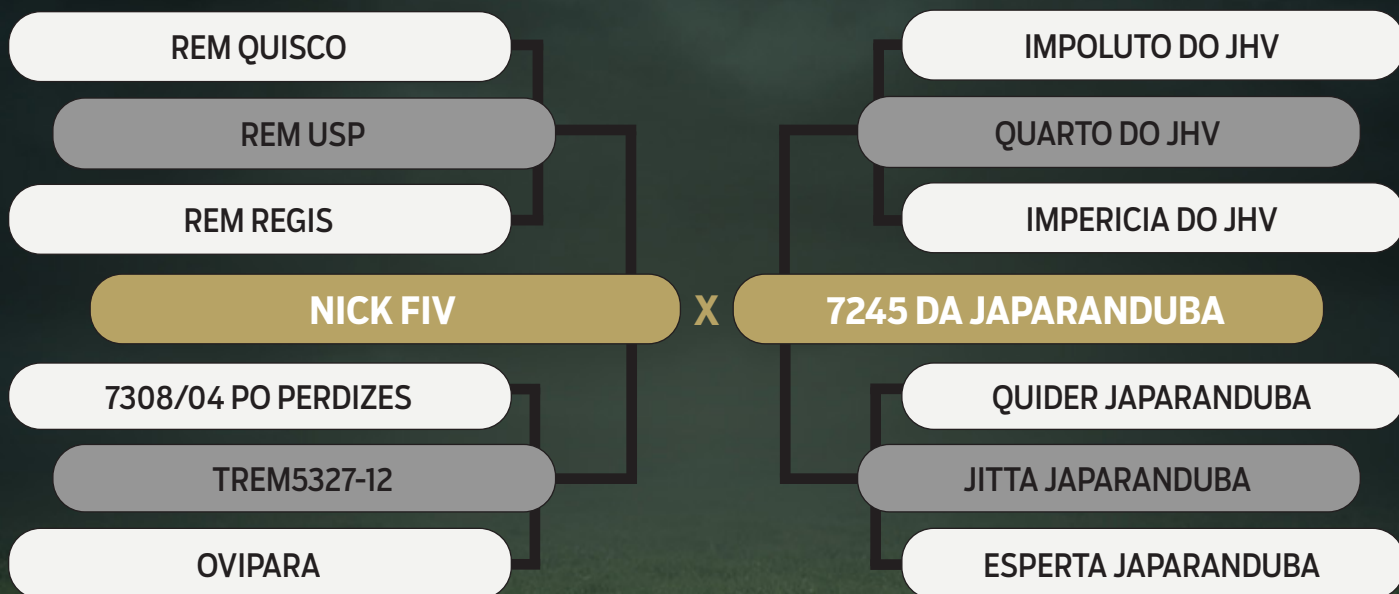 REM QUISCO
IMPOLUTO DO JHV
REM USP
QUARTO DO JHV
REM REGIS
IMPERICIA DO JHV
NICK FIV X 7245 DA JAPARANDUBA
7308/04 PO PERDIZES
QUIDER JAPARANDUBA
TREM5327-12
JITTA JAPARANDUBA
OVIPARA
ESPERTA JAPARANDUBA